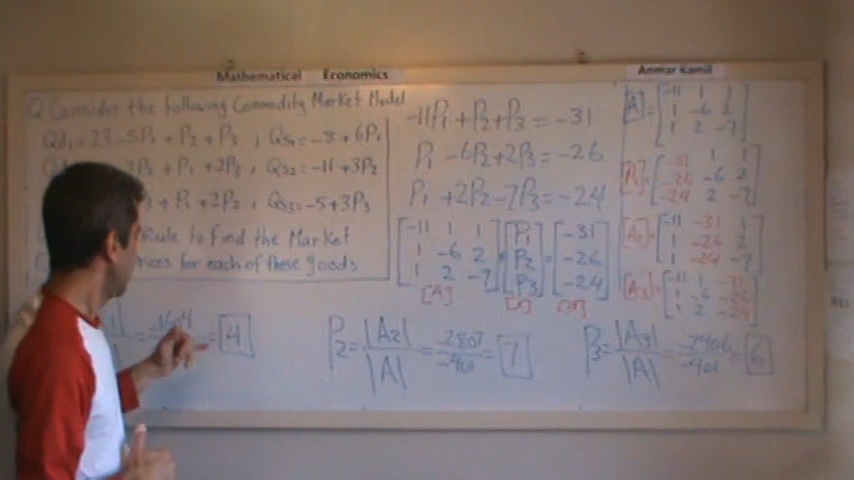 Mathematical Economics
Anmar Kamil
Q Consider the following Commodity Market Model
Qd₁ = 23 - 5P₁ + P₂ + P₃ ; Qs₁ = -8 + 6P₁
P₂ + P₁ + 2P₃ ; Qs₂ = -11 + 3P₂
+ P₁ + 2P₂ ; Qs₃ = -5 + 3P₃
Rule to find the Market
for each of these goods
-11P₁ + P₂ + P₃ = -31
P₁ - 6P₂ + 2P₃ = -26
P₁ + 2P₂ - 7P₃ = -24
[-11 1 1] [P₁] = [-31]
[1 -6 2] [P₂] [-26]
[1 2 -7] [P₃] [-24]
[A]
[A] = [-11 1 1]
[1 -6 2]
[1 2 -7]
[A₁] = [-31 1 1]
[-26 -6 2]
[-24 2 -7]
[A₂] = [-11 -31 1]
[1 -26 2]
[1 -24 -7]
[A₃] = [-11 1 -31]
[1 -6 -26]
[1 2 -24]
= 4
P₂ = |A₂| / |A| = -2807 / -401 = 7
P₃ = |A₃| / |A| = -2406 / -401 = 6